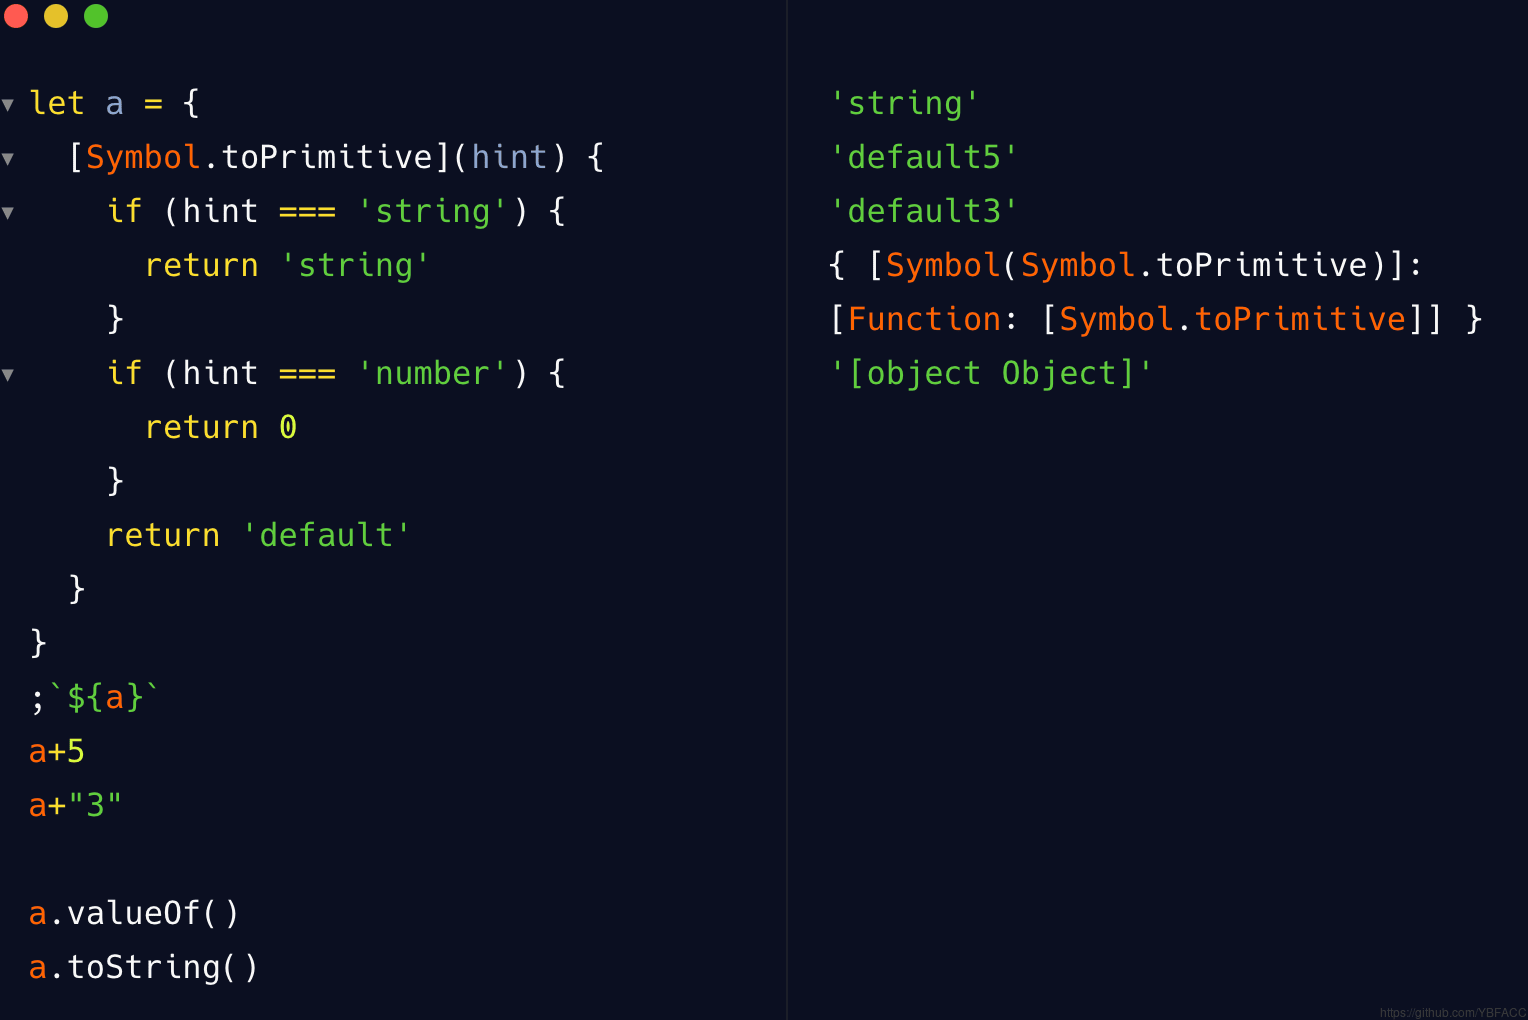 let a = {
  [Symbol.toPrimitive](hint) {
    if (hint === 'string') {
      return 'string'
    }
    if (hint === 'number') {
      return 0
    }
    return 'default'
  }
}
;`${a}`
a+5
a+"3"
a.valueOf()
a.toString()
'string'
'default5'
'default3'
{ [Symbol(Symbol.toPrimitive)]:
[Function: [Symbol.toPrimitive]] }
'[object Object]'
https://github.com/YBFACC